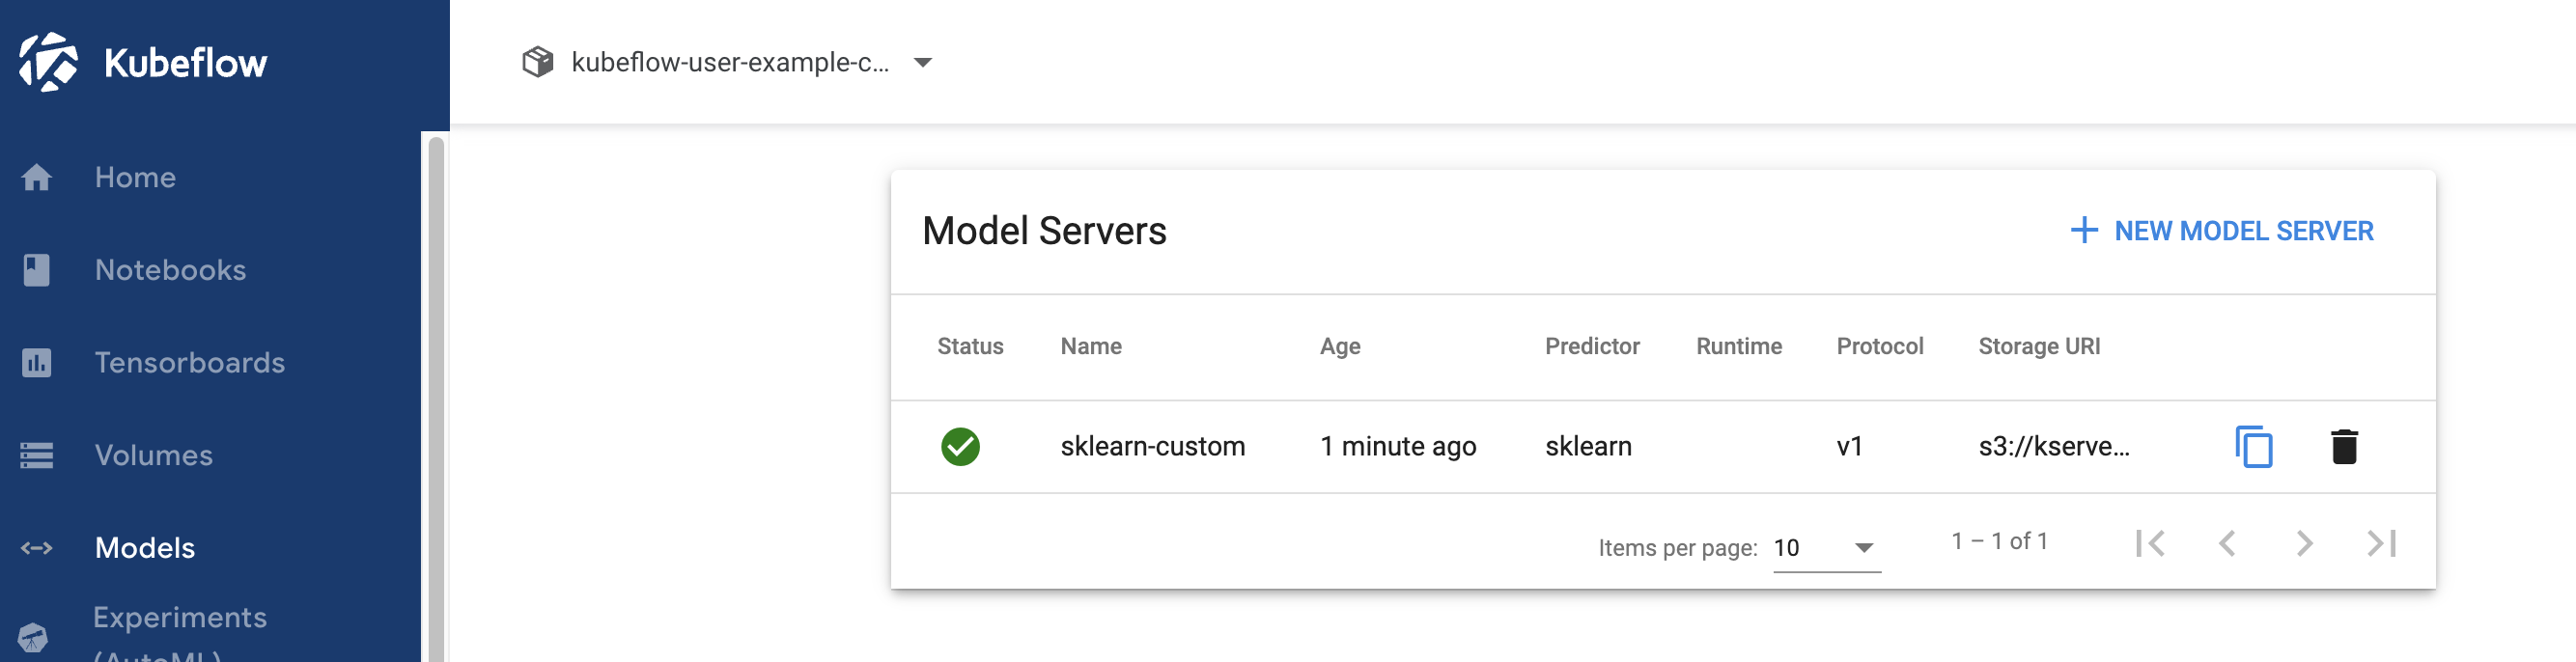 Kubeflow
kubeflow-user-example-c...
Home
Notebooks
Tensorboards
Volumes
Models
Experiments
(AutoML)
Model Servers
NEW MODEL SERVER
Status Name Age Predictor Runtime Protocol Storage URI
sklearn-custom 1 minute ago sklearn v1 s3://kserve...
Items per page: 10 1 – 1 of 1